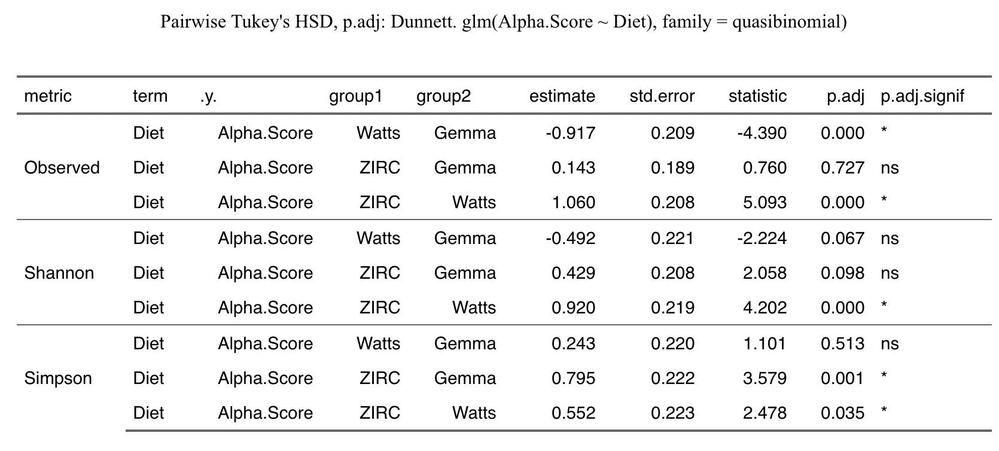 Pairwise Tukey's HSD, p.adj: Dunnett. glm(Alpha.Score ~ Diet), family = quasibinomial)
metric term .y. group1 group2 estimate std.error statistic p.adj p.adj.signif
Diet Alpha.Score Watts Gemma -0.917 0.209 -4.390 0.000 *
Observed Diet Alpha.Score ZIRC Gemma 0.143 0.189 0.760 0.727 ns
Diet Alpha.Score ZIRC Watts 1.060 0.208 5.093 0.000 *
Diet Alpha.Score Watts Gemma -0.492 0.221 -2.224 0.067 ns
Shannon Diet Alpha.Score ZIRC Gemma 0.429 0.208 2.058 0.098 ns
Diet Alpha.Score ZIRC Watts 0.920 0.219 4.202 0.000 *
Diet Alpha.Score Watts Gemma 0.243 0.220 1.101 0.513 ns
Simpson Diet Alpha.Score ZIRC Gemma 0.795 0.222 3.579 0.001 *
Diet Alpha.Score ZIRC Watts 0.552 0.223 2.478 0.035 *